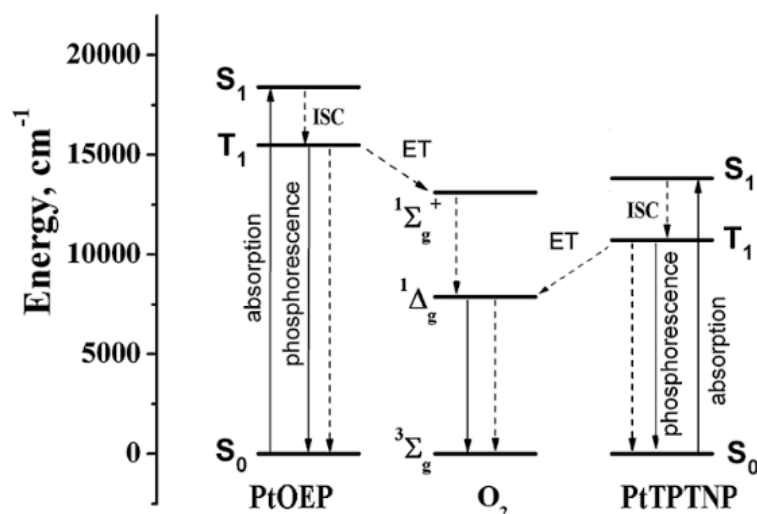 Energy, cm⁻¹
20000
15000
10000
5000
0
S₁
ISC
T₁
absorption
phosphorescence
S₀
PtOEP
ET
¹Σg⁺
ET
¹Δg
³Σg
O₂
S₁
ISC
T₁
phosphorescence
absorption
S₀
PtTPTNP